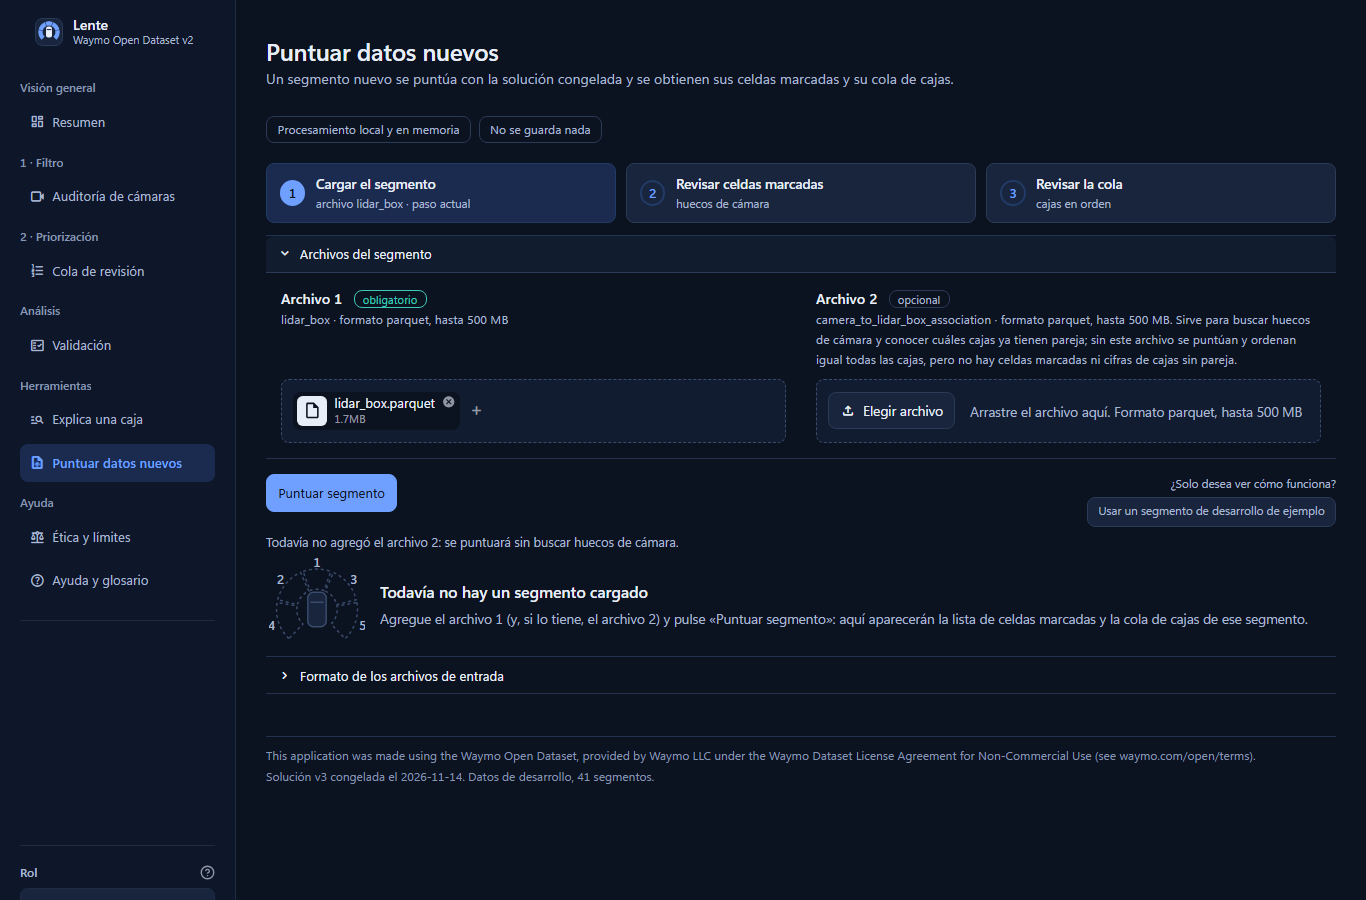 Lente
Waymo Open Dataset v2
Visión general
Resumen
1 · Filtro
Auditoría de cámaras
2 · Priorización
Cola de revisión
Análisis
Validación
Herramientas
Explica una caja
Puntuar datos nuevos
Ayuda
Ética y límites
Ayuda y glosario
Rol
Puntuar datos nuevos
Un segmento nuevo se puntúa con la solución congelada y se obtienen sus celdas marcadas y su cola de cajas.
Procesamiento local y en memoria
No se guarda nada
1
Cargar el segmento
archivo lidar_box · paso actual
2
Revisar celdas marcadas
huecos de cámara
3
Revisar la cola
cajas en orden
Archivos del segmento
Archivo 1 obligatorio
lidar_box · formato parquet, hasta 500 MB
lidar_box.parquet
1.7MB
Archivo 2 opcional
camera_to_lidar_box_association · formato parquet, hasta 500 MB. Sirve para buscar huecos
de cámara y conocer cuáles cajas ya tienen pareja; sin este archivo se puntúan y ordenan
igual todas las cajas, pero no hay celdas marcadas ni cifras de cajas sin pareja.
Elegir archivo
Arrastre el archivo aquí. Formato parquet, hasta 500 MB
Puntuar segmento
¿Solo desea ver cómo funciona?
Usar un segmento de desarrollo de ejemplo
Todavía no agregó el archivo 2: se puntuará sin buscar huecos de cámara.
1
2
3
4
5
Todavía no hay un segmento cargado
Agregue el archivo 1 (y, si lo tiene, el archivo 2) y pulse «Puntuar segmento»: aquí aparecerán la lista de celdas marcadas y la cola de cajas de ese segmento.
Formato de los archivos de entrada
This application was made using the Waymo Open Dataset, provided by Waymo LLC under the Waymo Dataset License Agreement for Non-Commercial Use (see waymo.com/open/terms).
Solución v3 congelada el 2026-11-14. Datos de desarrollo, 41 segmentos.